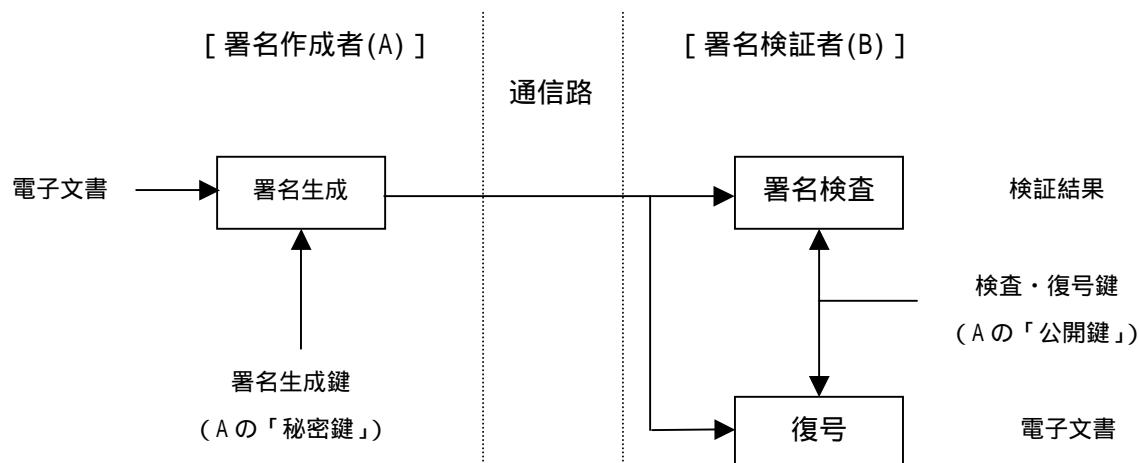 [ 署名作成者(A) ]
[ 署名検証者(B) ]
通信路
電子文書
署名生成
署名検査
検証結果
検査・復号鍵
(Aの「公開鍵」)
署名生成鍵
(Aの「秘密鍵」)
復号
電子文書